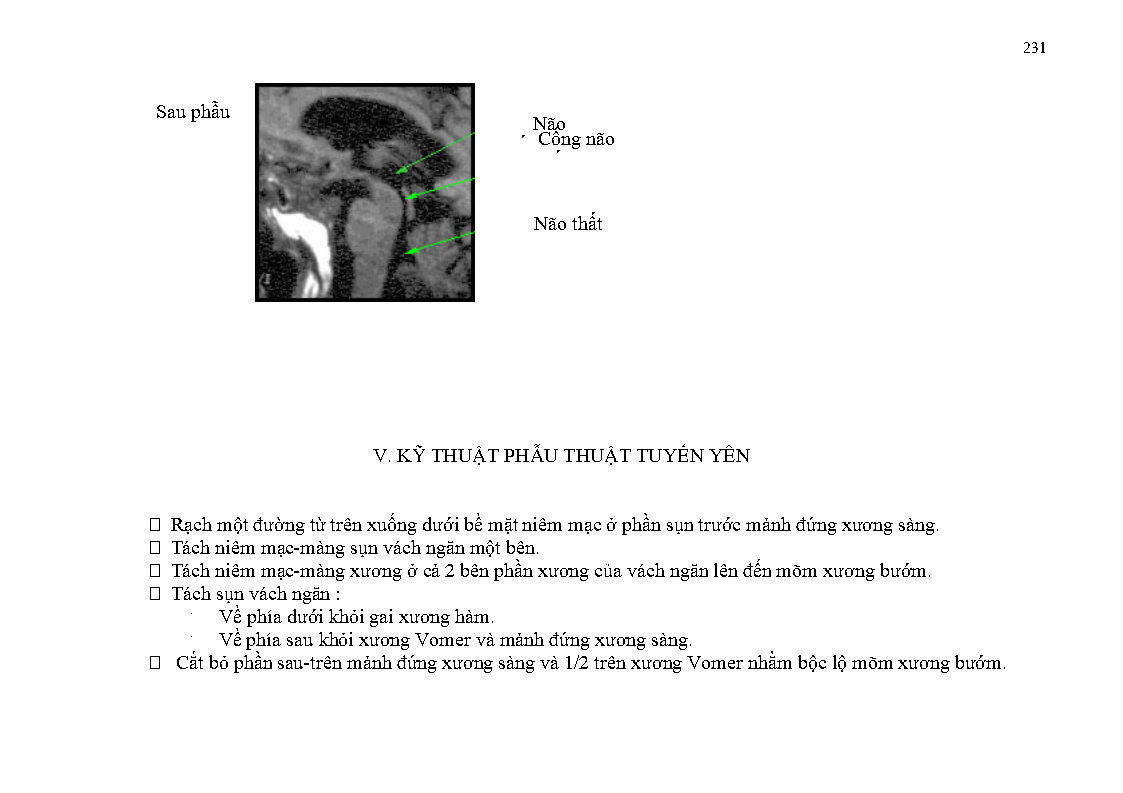 231
Sau phẫu
Não
Cộng não
Não thất
V. KỸ THUẬT PHẪU THUẬT TUYẾN YÊN
Rạch một đường từ trên xuống dưới bề mặt niêm mạc ở phần sụn trước mảnh đứng xương sàng.
Tách niêm mạc-màng sụn vách ngăn một bên.
Tách niêm mạc-màng xương ở cả 2 bên phần xương của vách ngăn lên đến mõm xương bướm.
Tách sụn vách ngăn :
· Về phía dưới khỏi gai xương hàm.
· Về phía sau khỏi xương Vomer và mảnh đứng xương sàng.
Cắt bỏ phần sau-trên mảnh đứng xương sàng và 1/2 trên xương Vomer nhằm bộc lộ mõm xương bướm.